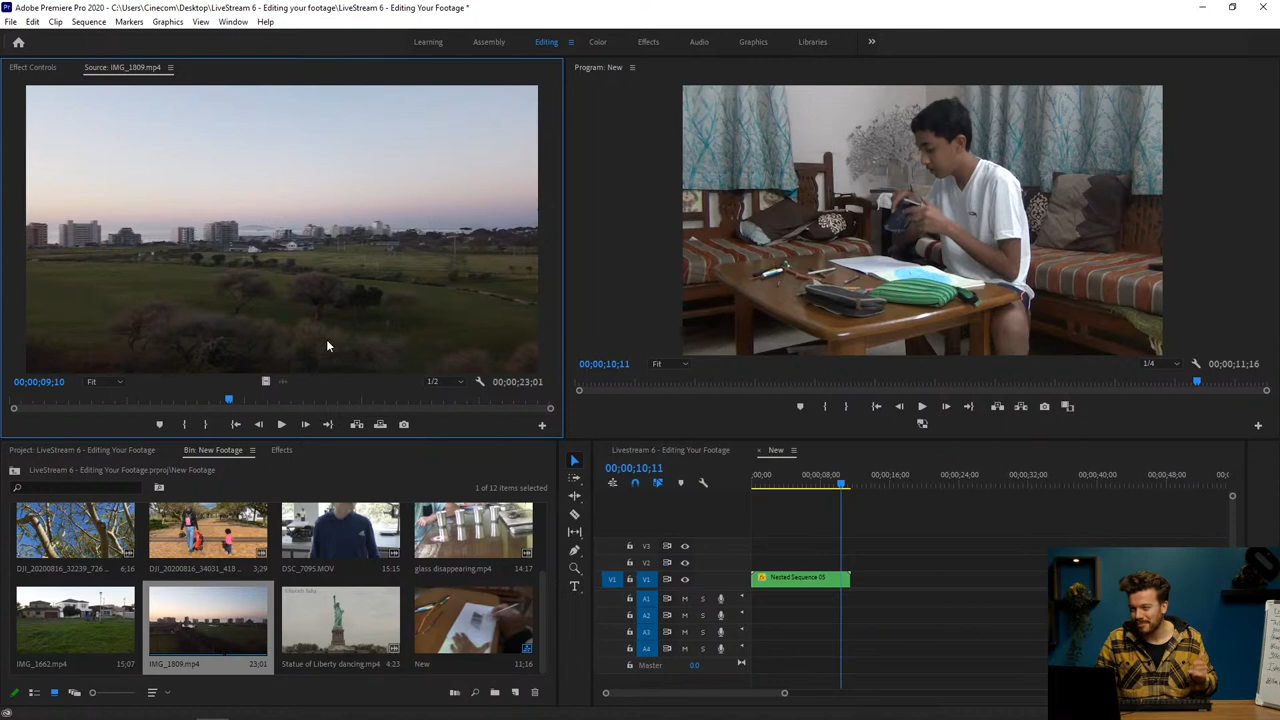 Adobe Premiere Pro 2020 - C:\Users\Cinecom\Desktop\LiveStream 6 - Editing your footage\LiveStream 6 - Editing Your Footage *
File Edit Clip Sequence Markers Graphics View Window Help
Learning Assembly Editing Color Effects Audio Graphics Libraries
Effect Controls Source: IMG_1809.mp4
Program: New
00;00;09;10 Fit 1/2 00;00;23;01
00;00;10;11 Fit 1/4 00;00;11;16
Project: LiveStream 6 - Editing Your Footage Bin: New Footage Effects
LiveStream 6 - Editing Your Footage.prproj\New Footage
1 of 12 items selected
DJI_20200816_32239_726 ... 6;16
DJI_20200816_34031_418 ... 3;29
DSC_7095.MOV 15:15
glass disappearing.mp4 14:17
IMG_1662.mp4 15;07
IMG_1809.mp4 23;01
Statue of Liberty dancing.mp4 4:23
New 11;16
Livestream 6 - Editing Your Footage New
00;00;10;11
;00;00 00;00;08;00 00;00;16;00 00;00;24;00 00;00;32;00 00;00;40;00 00;00;48;00
V3
V2
V1 V1 Nested Sequence 05
A1 M S
A2 M S
A3 M S
A4 M S
Master 0.0